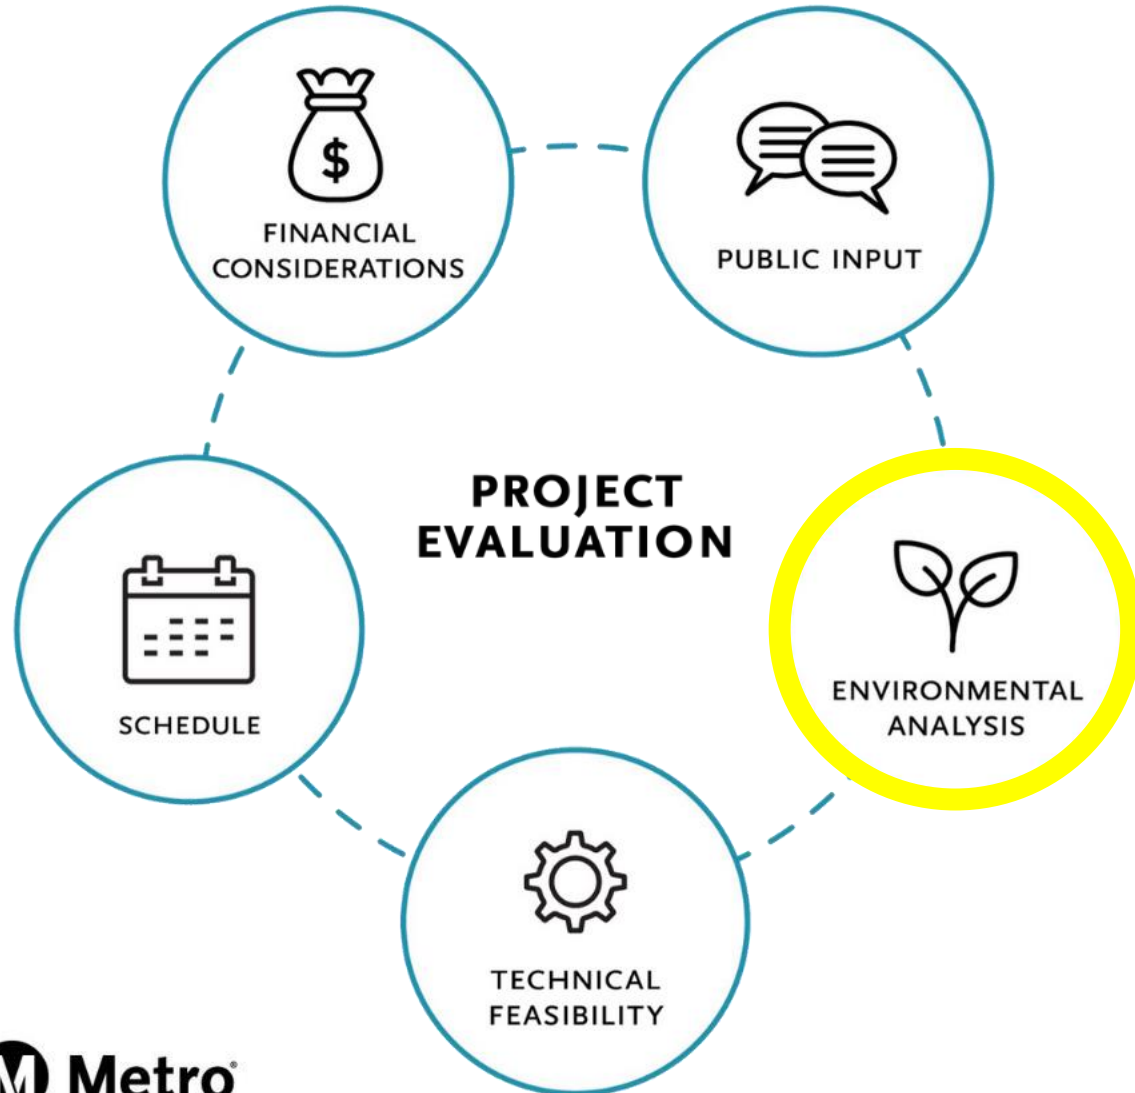 $
FINANCIAL
CONSIDERATIONS
PUBLIC INPUT
PROJECT
EVALUATION
ENVIRONMENTAL
ANALYSIS
SCHEDULE
TECHNICAL
FEASIBILITY
M Metro